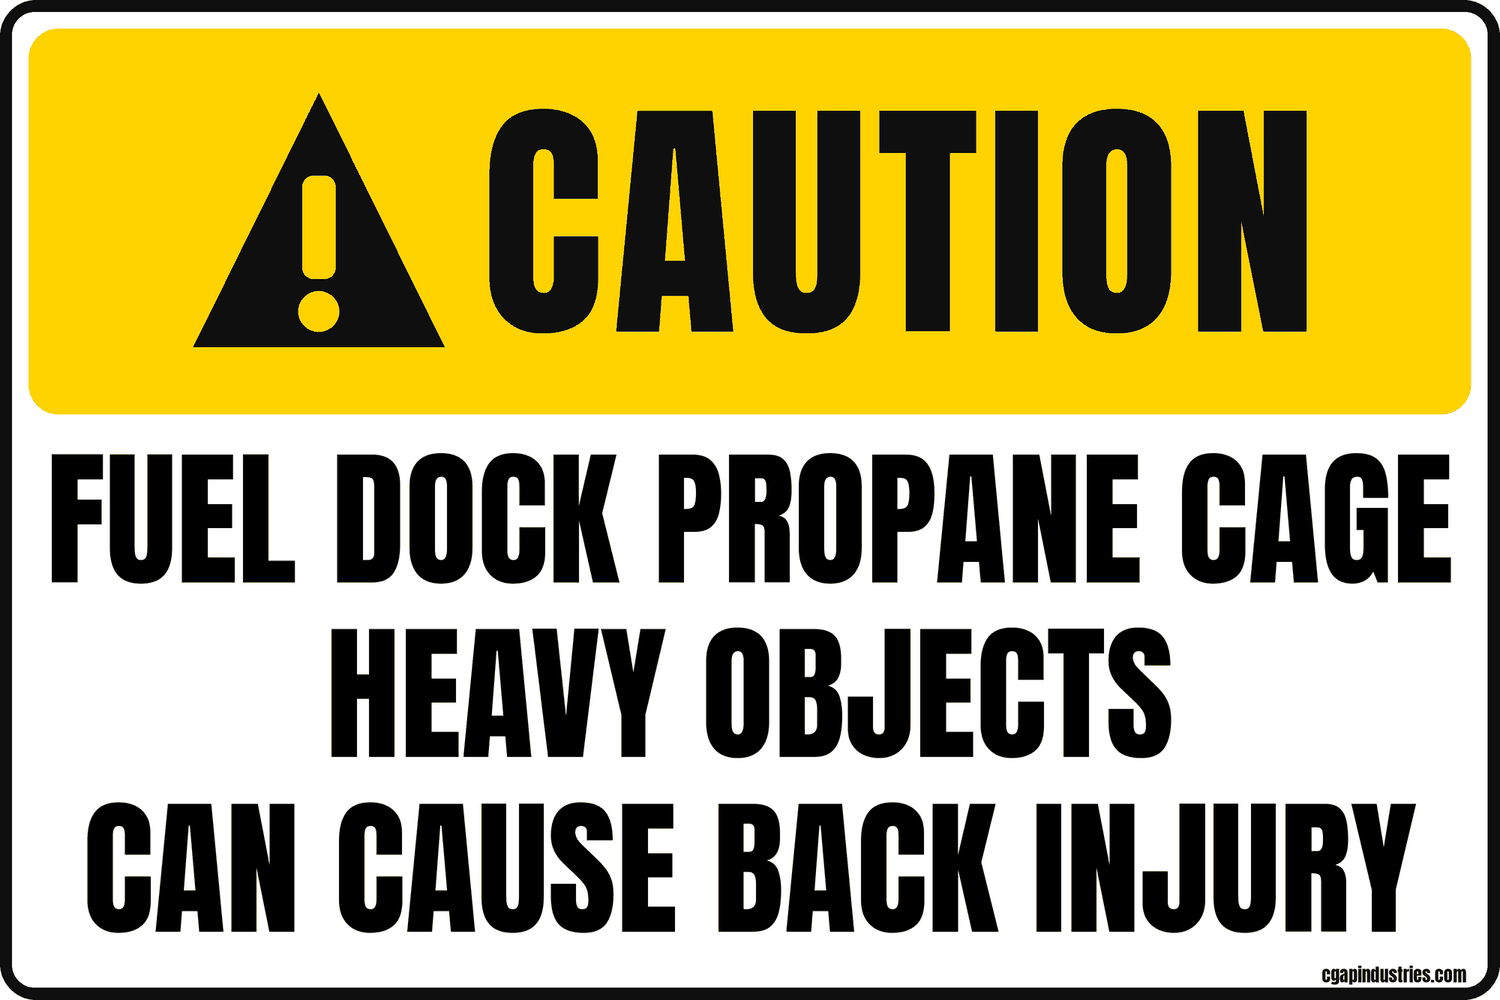 CAUTION
FUEL DOCK PROPANE CAGE
HEAVY OBJECTS
CAN CAUSE BACK INJURY
cgapindustries.com